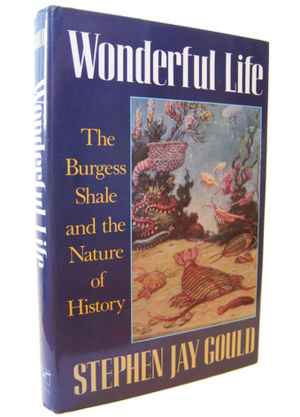 Wonderful Life
The
Burgess
Shale
and the
Nature
of
History
STEPHEN JAY GOULD
Wonderful Life